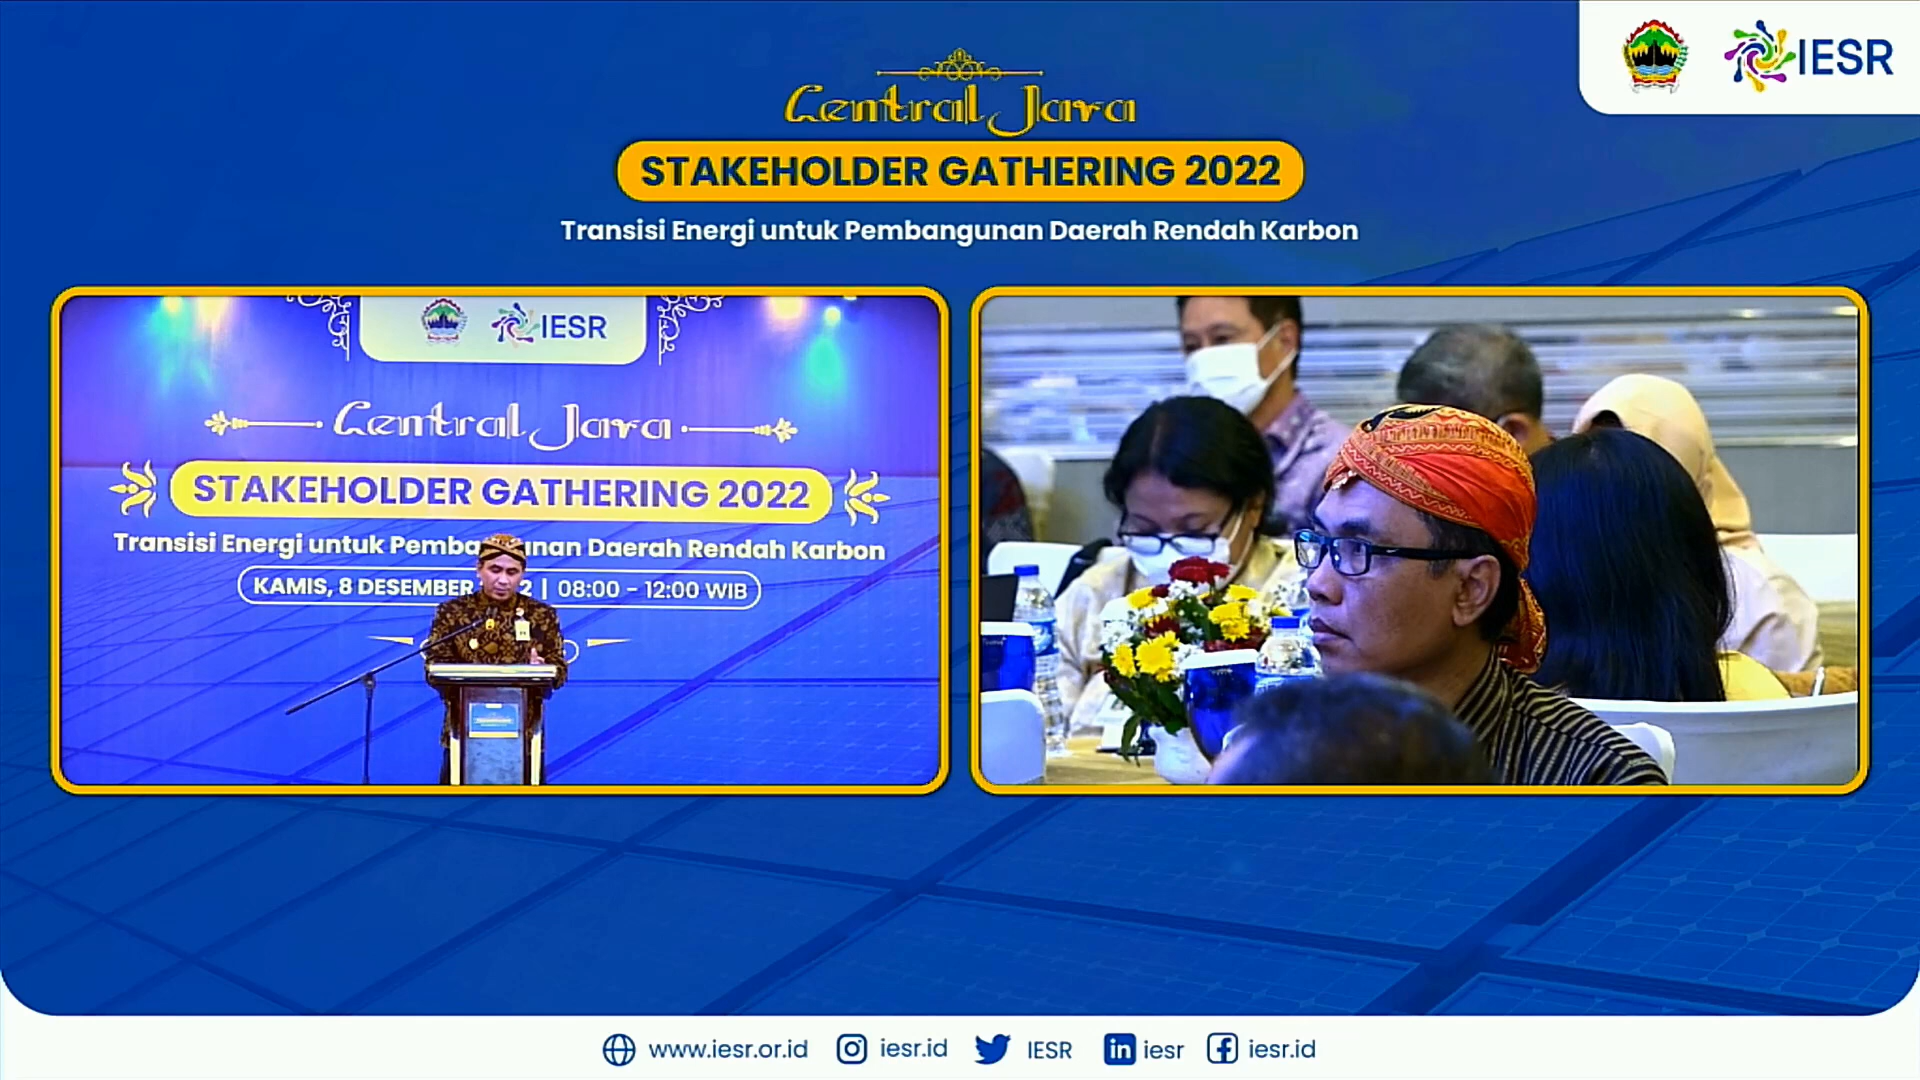 IESR
Central Java
STAKEHOLDER GATHERING 2022
Transisi Energi untuk Pembangunan Daerah Rendah Karbon
IESR
Central Java
STAKEHOLDER GATHERING 2022
Transisi Energi untuk Daerah Rendah Karbon
KAMIS, 8 DESEMBER 2 | 08:00 - 12:00 WIB
www.iesr.or.id iesr.id IESR iesr iesr.id